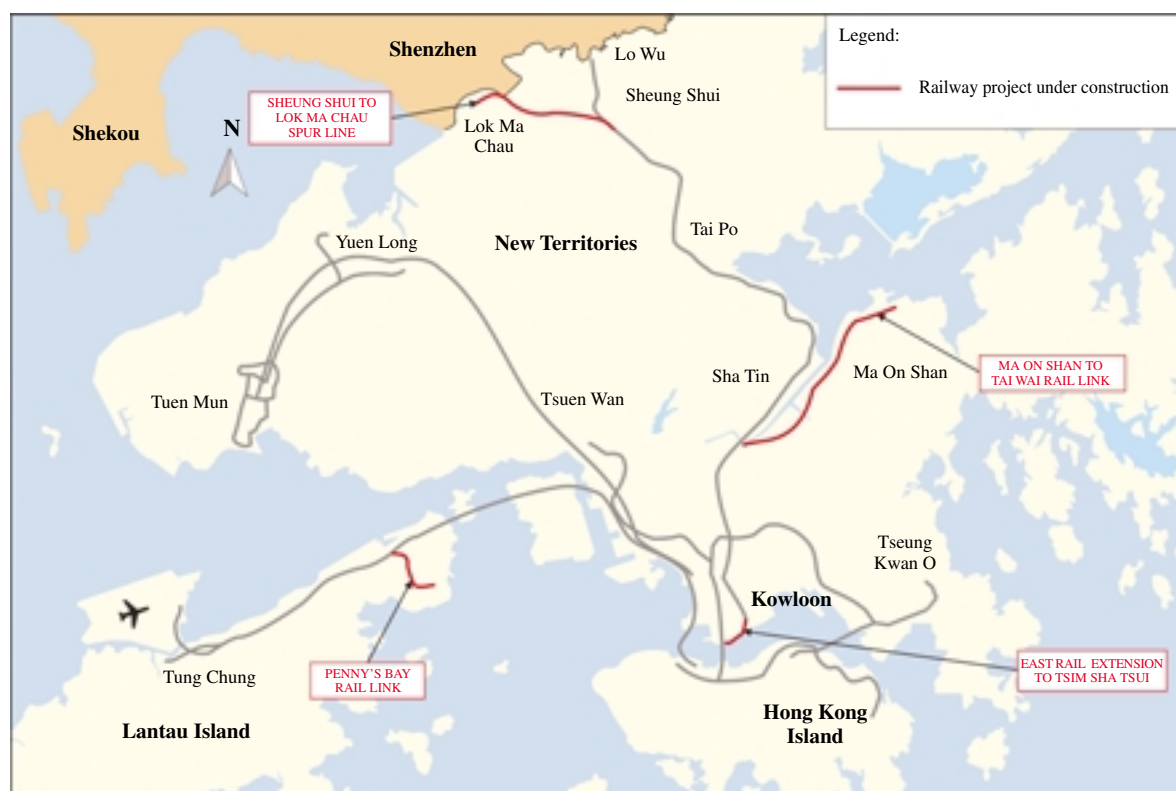 Legend:
Railway project under construction
Shenzhen
Lo Wu
Sheung Shui
SHEUNG SHUI TO
LOK MA CHAU
SPUR LINE
Shekou
N
Lok Ma
Chau
Tai Po
Yuen Long
New Territories
MA ON SHAN TO
TAI WAI RAIL LINK
Sha Tin
Ma On Shan
Tuen Mun
Tsuen Wan
Tseung
Kwan O
Kowloon
Tung Chung
PENNY'S BAY
RAIL LINK
EAST RAIL EXTENSION
TO TSIM SHA TSUI
Lantau Island
Hong Kong
Island